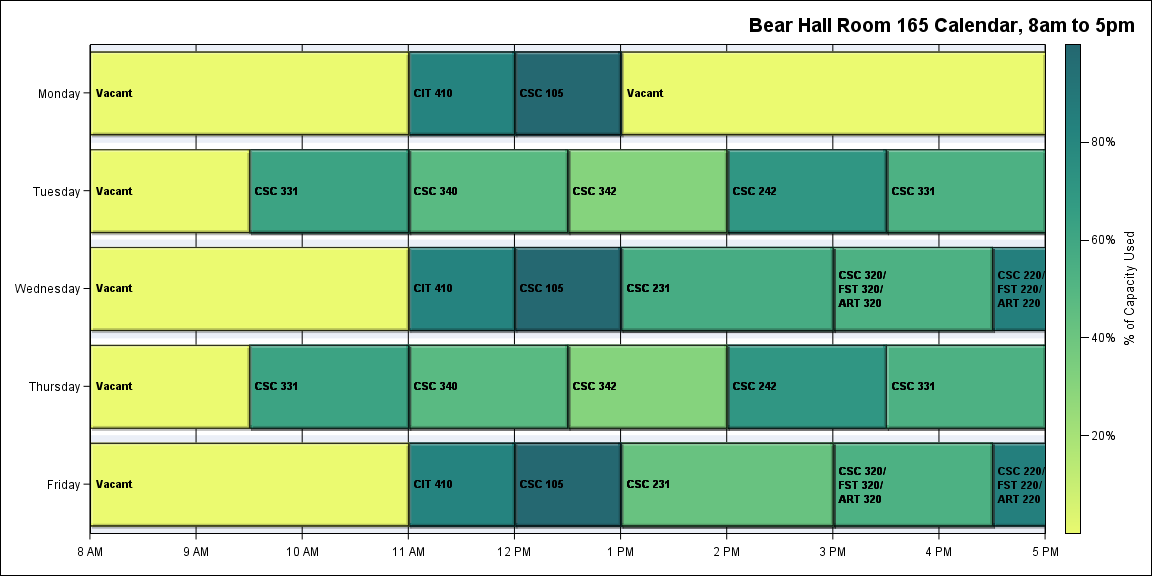 Bear Hall Room 165 Calendar, 8am to 5pm
Monday
Vacant
CIT 410
CSC 105
Vacant
Tuesday
Vacant
CSC 331
CSC 340
CSC 342
CSC 242
CSC 331
Wednesday
Vacant
CIT 410
CSC 105
CSC 231
CSC 320/
FST 320/
ART 320
CSC 220/
FST 220/
ART 220
Thursday
Vacant
CSC 331
CSC 340
CSC 342
CSC 242
CSC 331
Friday
Vacant
CIT 410
CSC 105
CSC 231
CSC 320/
FST 320/
ART 320
CSC 220/
FST 220/
ART 220
8 AM
9 AM
10 AM
11 AM
12 PM
1 PM
2 PM
3 PM
4 PM
5 PM
80%
60%
40%
20%
% of Capacity Used